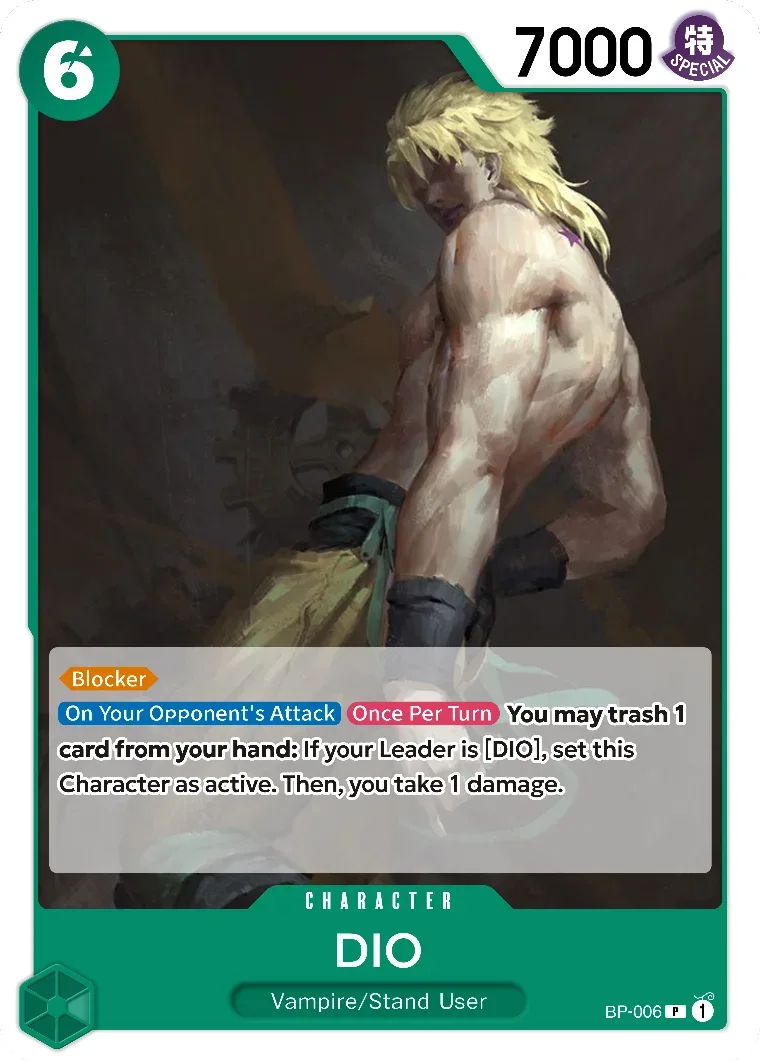 6
7000
特
SPECIAL
Blocker
On Your Opponent's Attack Once Per Turn You may trash 1
card from your hand: If your Leader is [DIO], set this
Character as active. Then, you take 1 damage.
CHARACTER
DIO
Vampire/Stand User
BP-006 P 1